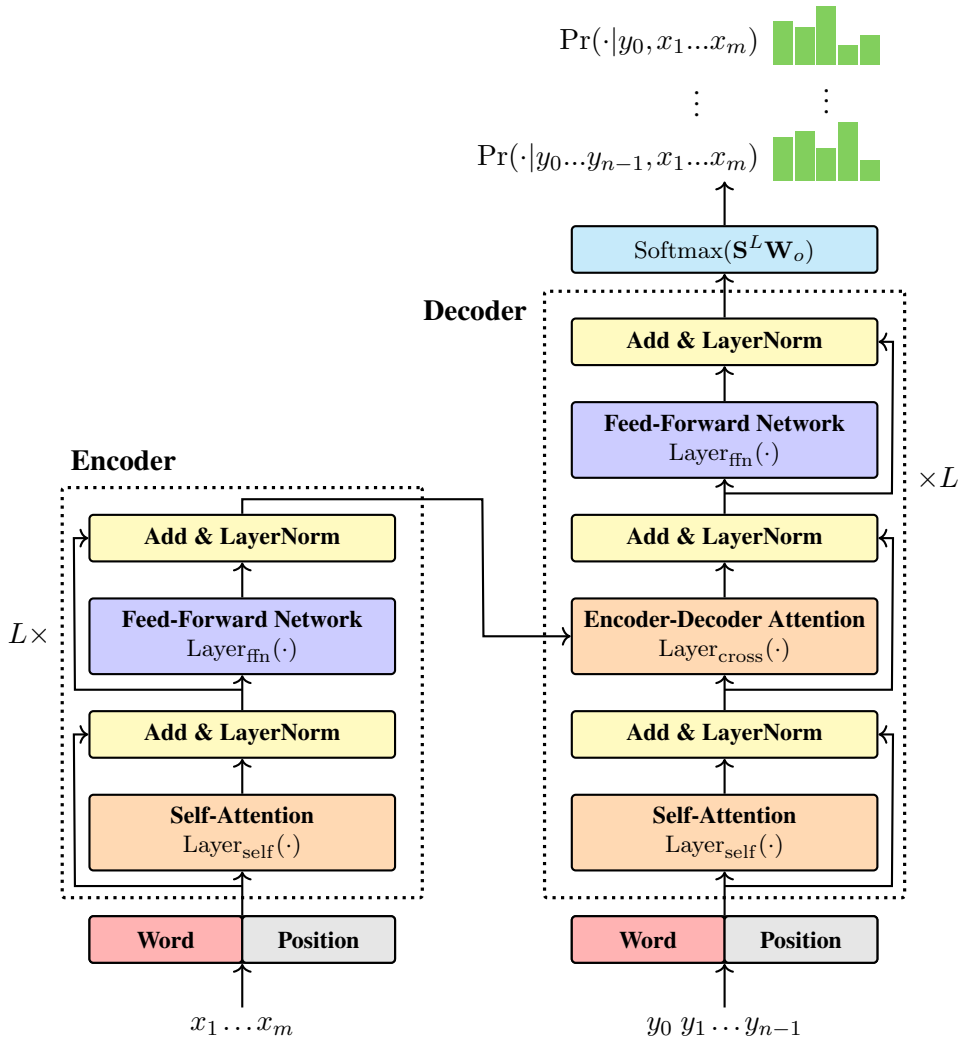 Pr(·|y₀, x₁...xₘ)
⋮ ⋮
Pr(·|y₀...yₙ₋₁, x₁...xₘ)
Softmax(S^L Wₒ)
Decoder
Add & LayerNorm
Feed-Forward Network
Layer_ffn(·)
×L
Add & LayerNorm
Encoder-Decoder Attention
Layer_cross(·)
Add & LayerNorm
Self-Attention
Layer_self(·)
Word Position
y₀ y₁ … yₙ₋₁
Encoder
Add & LayerNorm
Feed-Forward Network
Layer_ffn(·)
L×
Add & LayerNorm
Self-Attention
Layer_self(·)
Word Position
x₁ … xₘ